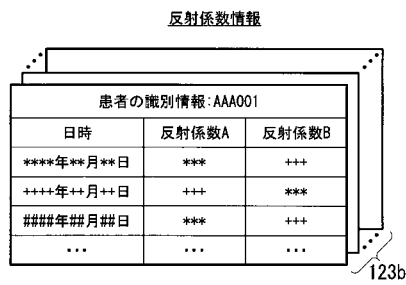 反射係数情報
患者の識別情報:AAA001
日時 反射係数A 反射係数B
****年**月**日 *** +++
++++年++月++日 +++ ***
####年##月##日 *** +++
... ... ...
123b